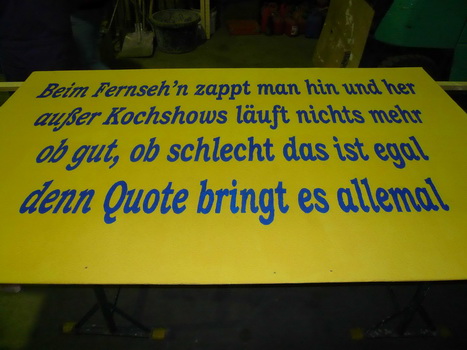 Beim Fernseh'n zappt man hin und her
außer Kochshows läuft nichts mehr
ob gut, ob schlecht das ist egal
denn Quote bringt es allemal